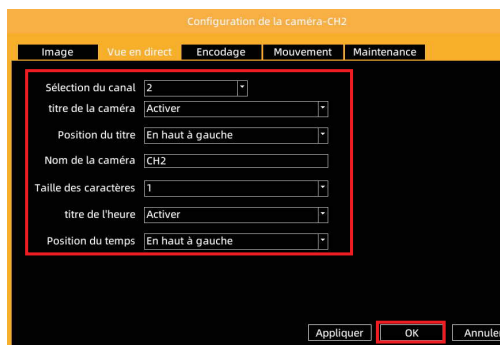 Configuration de la caméra-CH2
Image Vue en direct Encodage Mouvement Maintenance
Sélection du canal 2
titre de la caméra Activer
Position du titre En haut à gauche
Nom de la caméra CH2
Taille des caractères 1
titre de l'heure Activer
Position du temps En haut à gauche
Appliquer OK Annuler